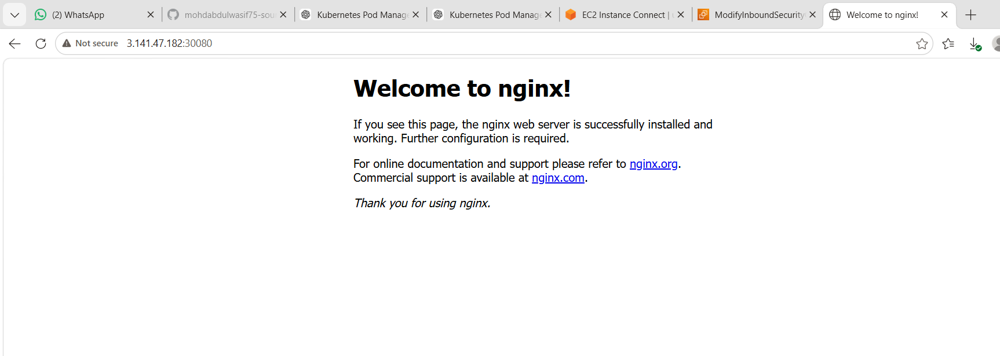 (2) WhatsApp
mohdabdulwasif75-sou
Kubernetes Pod Manage
Kubernetes Pod Manage
EC2 Instance Connect |
ModifyInboundSecurity
Welcome to nginx!
Not secure 3.141.47.182:30080
Welcome to nginx!
If you see this page, the nginx web server is successfully installed and
working. Further configuration is required.
For online documentation and support please refer to nginx.org.
Commercial support is available at nginx.com.
Thank you for using nginx.